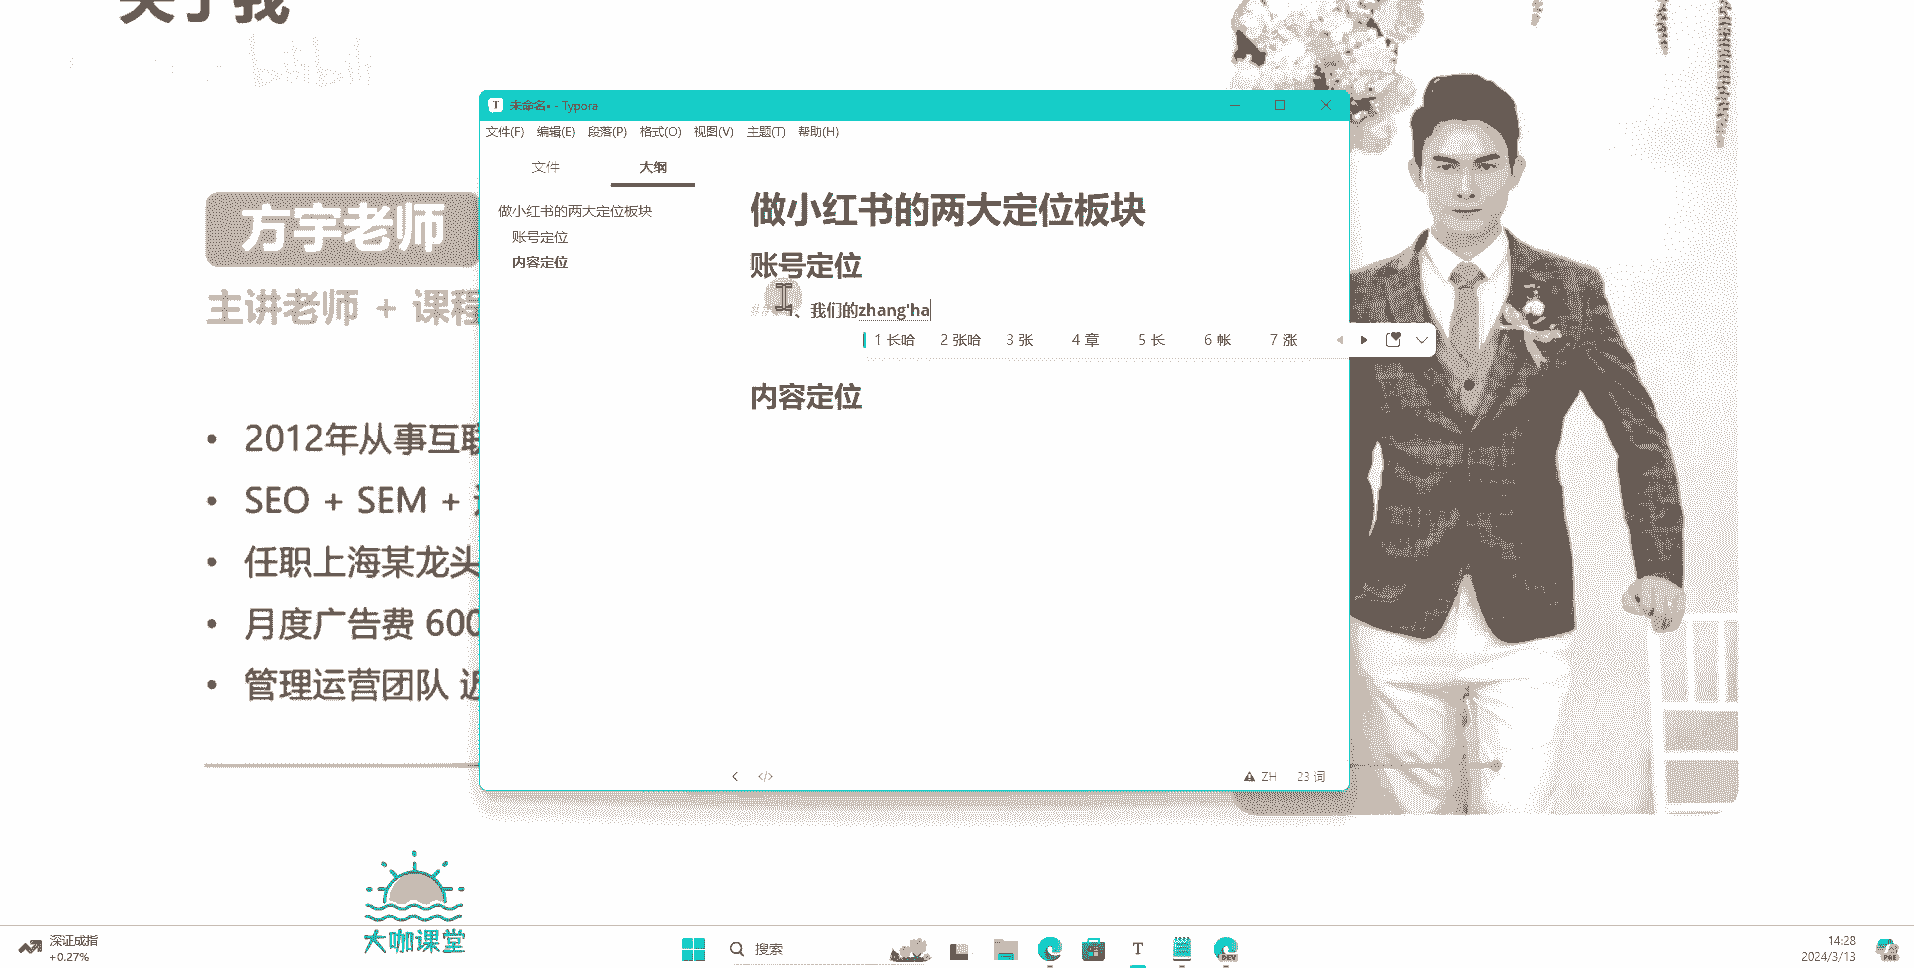 关于我
bilibili
未命名• - Typora
文件(F) 编辑(E) 段落(P) 格式(O) 视图(V) 主题(T) 帮助(H)
文件 大纲
做小红书的两大定位板块
账号定位
内容定位
做小红书的两大定位板块
账号定位
### 1、我们的zhang'ha
1 长哈 2 张哈 3 张 4 章 5 长 6 帐 7 涨
内容定位
</> ZH 23 词
方宇老师
主讲老师 + 课程
• 2012年从事互联
• SEO + SEM +
• 任职上海某龙头
• 月度广告费 600
• 管理运营团队 近
大咖课堂
深证成指
+0.27%
搜索
T
DEV
14:28
2024/3/13
PRE